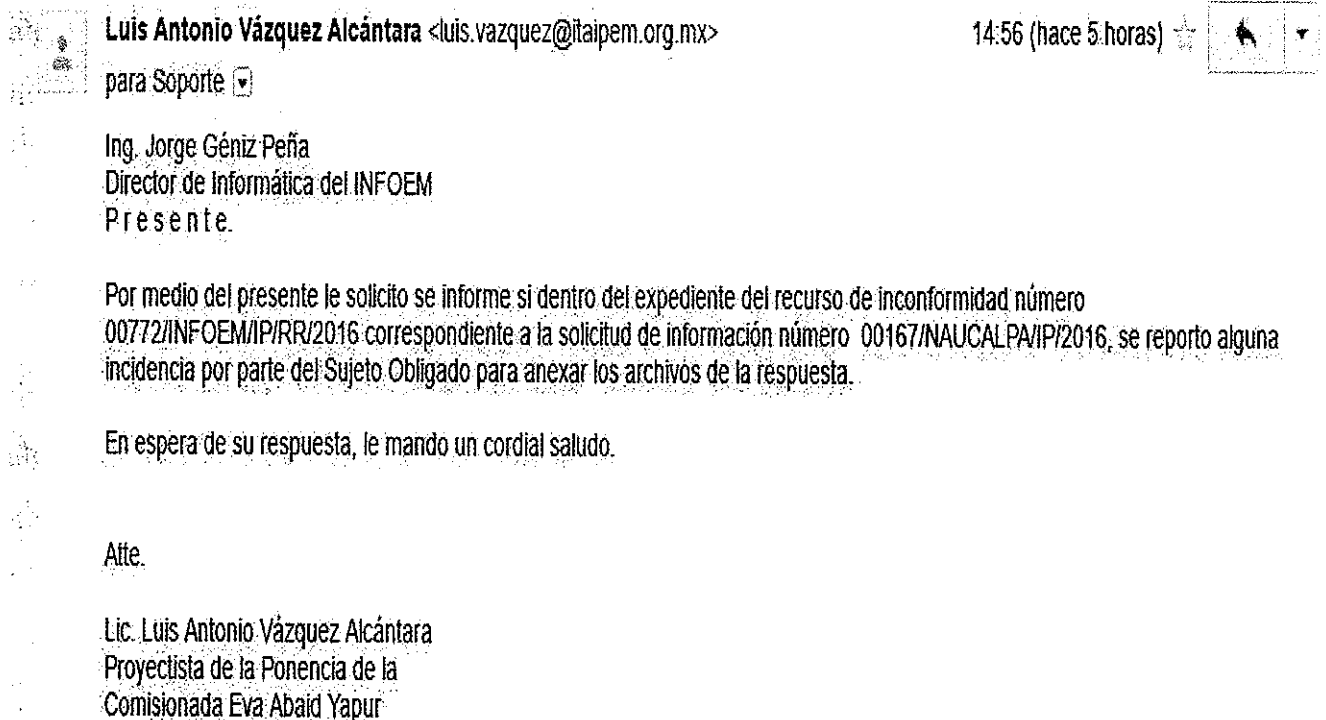 Luis Antonio Vázquez Alcántara <luis.vazquez@itaipem.org.mx> 14:56 (hace 5 horas)
para Soporte
Ing. Jorge Géniz Peña
Director de Informática del INFOEM
P r e s e n t e.
Por medio del presente le solicito se informe si dentro del expediente del recurso de inconformidad número
00772/INFOEM/IP/RR/2016 correspondiente a la solicitud de información número 00167/NAUCALPA/IP/2016, se reporto alguna
incidencia por parte del Sujeto Obligado para anexar los archivos de la respuesta.
En espera de su respuesta, le mando un cordial saludo.
Atte.
Lic. Luis Antonio Vázquez Alcántara
Proyectista de la Ponencia de la
Comisionada Eva Abaid Yapur